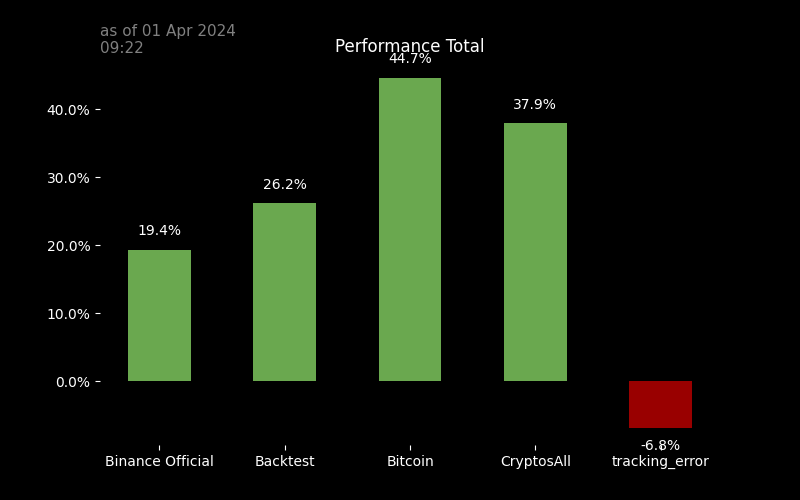 as of 01 Apr 2024
09:22
Performance Total
44.7%
37.9%
26.2%
19.4%
-6.8%
40.0%
30.0%
20.0%
10.0%
0.0%
Binance Official
Backtest
Bitcoin
CryptosAll
tracking_error